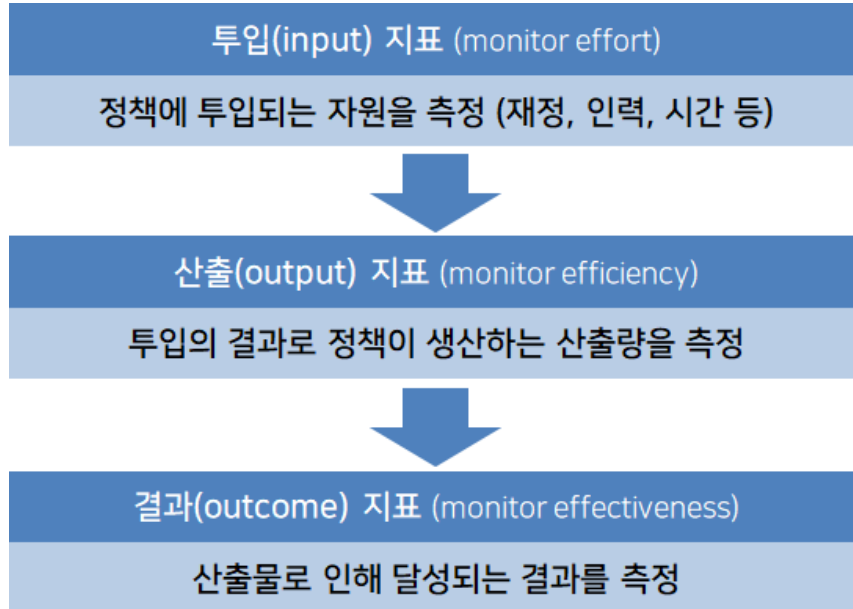 투입(input) 지표 (monitor effort)
정책에 투입되는 자원을 측정 (재정, 인력, 시간 등)
산출(output) 지표 (monitor efficiency)
투입의 결과로 정책이 생산하는 산출량을 측정
결과(outcome) 지표 (monitor effectiveness)
산출물로 인해 달성되는 결과를 측정